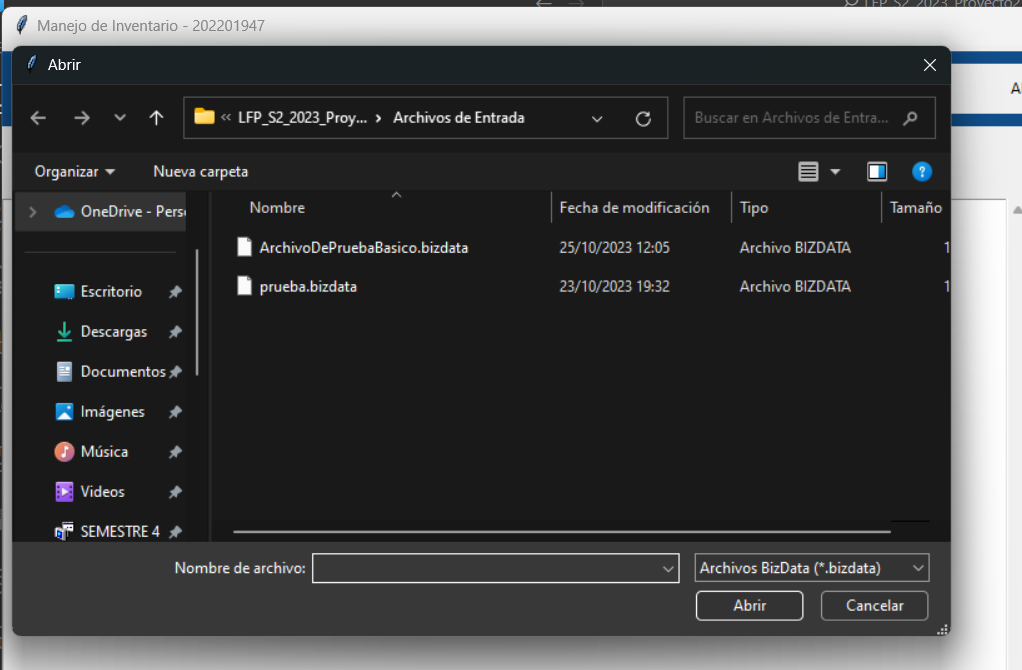 LFP_S2_2023_Proyecto2
Manejo de Inventario - 202201947
Abrir
« LFP_S2_2023_Proy... › Archivos de Entrada
Buscar en Archivos de Entra...
Organizar
Nueva carpeta
OneDrive - Pers
Nombre
Fecha de modificación
Tipo
Tamaño
ArchivoDePruebaBasico.bizdata
25/10/2023 12:05
Archivo BIZDATA
1
prueba.bizdata
23/10/2023 19:32
Archivo BIZDATA
1
Escritorio
Descargas
Documentos
Imágenes
Música
Videos
SEMESTRE 4
Nombre de archivo:
Archivos BizData (*.bizdata)
Abrir
Cancelar